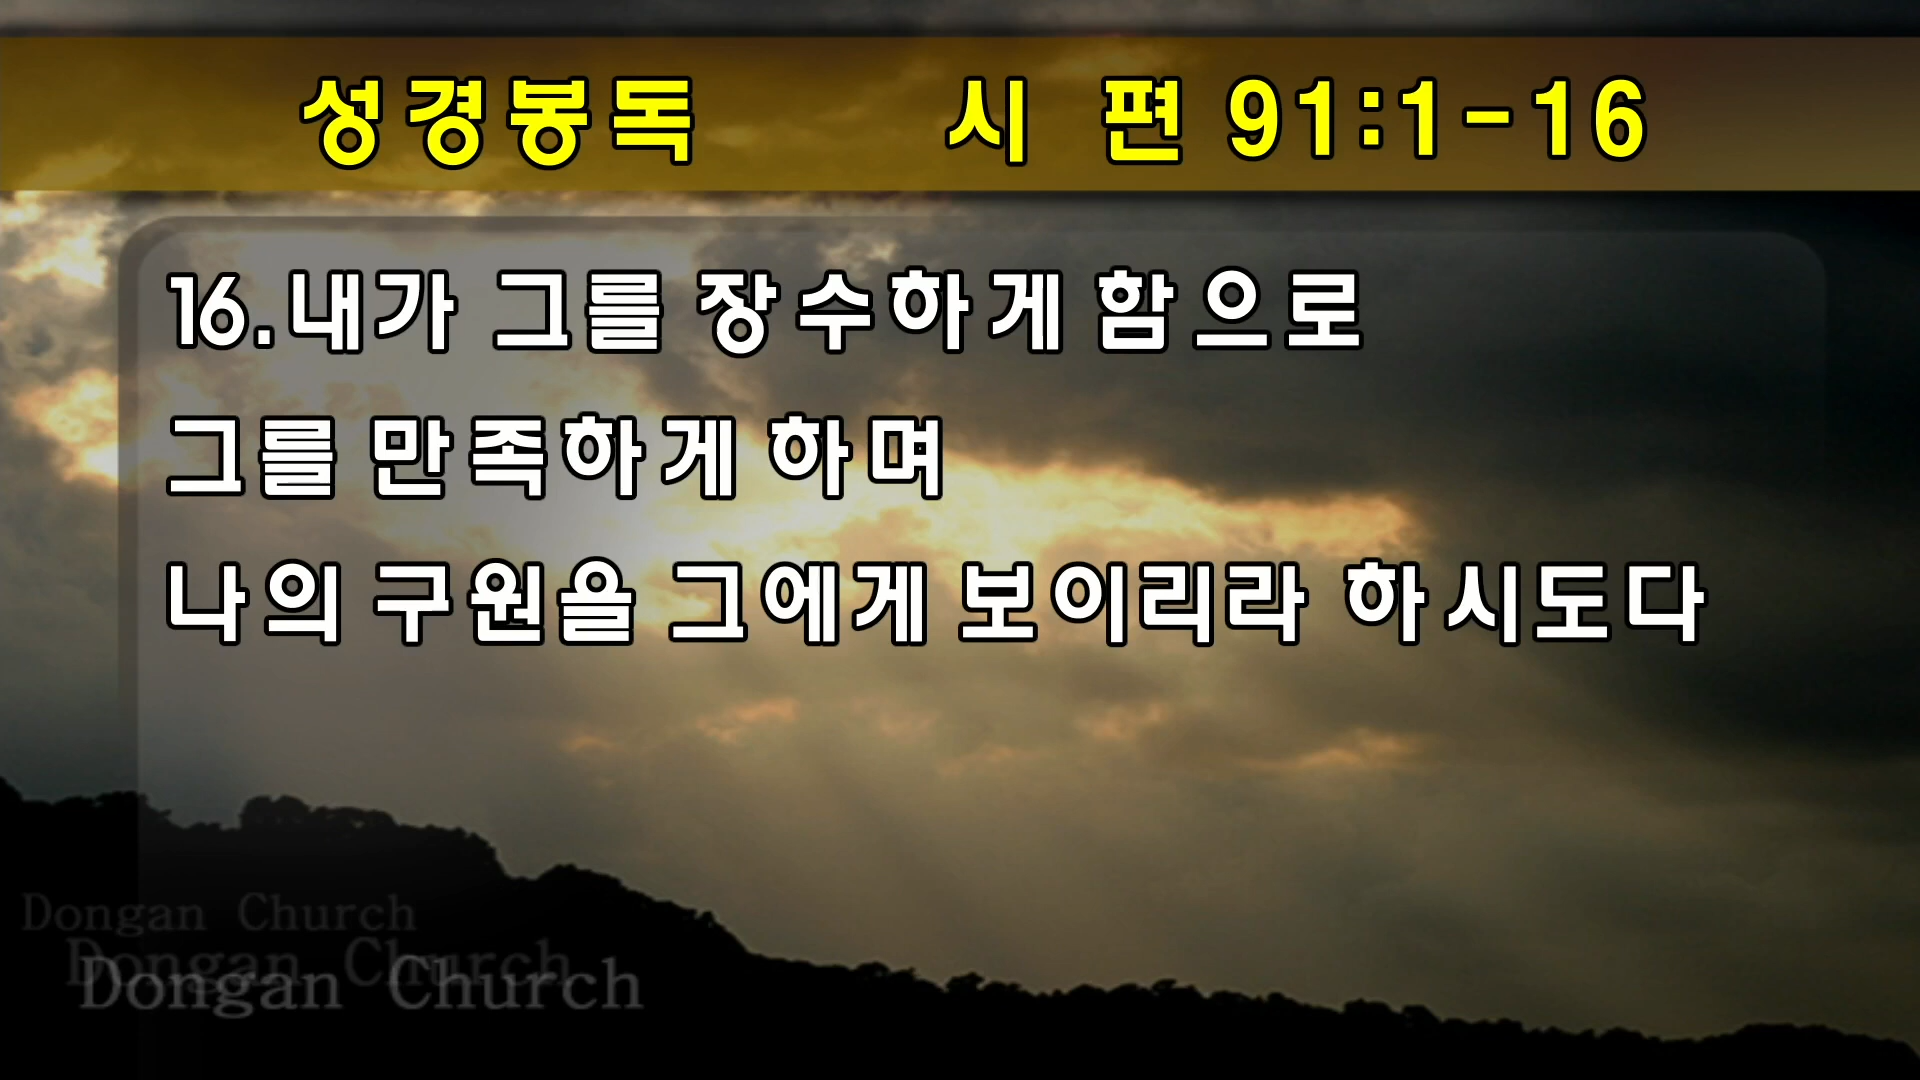 성경봉독 시 편 91:1-16
16.내가 그를 장수하게 함으로
그를 만족하게 하며
나의 구원을 그에게 보이리라 하시도다
Dongan Church
Dongan Church
Dongan Church